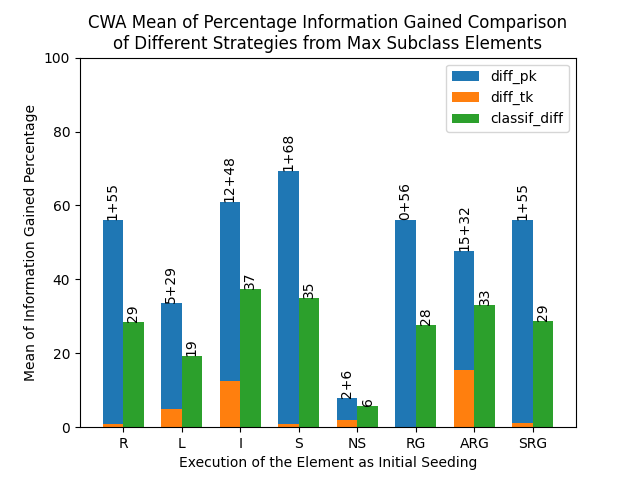 CWA Mean of Percentage Information Gained Comparison
of Different Strategies from Max Subclass Elements
Mean of Information Gained Percentage
100
80
60
40
20
0
diff_pk
diff_tk
classif_diff
1+55
29
5+29
19
12+48
37
1+68
35
2+6
6
0+56
28
15+32
33
1+55
29
R L I S NS RG ARG SRG
Execution of the Element as Initial Seeding